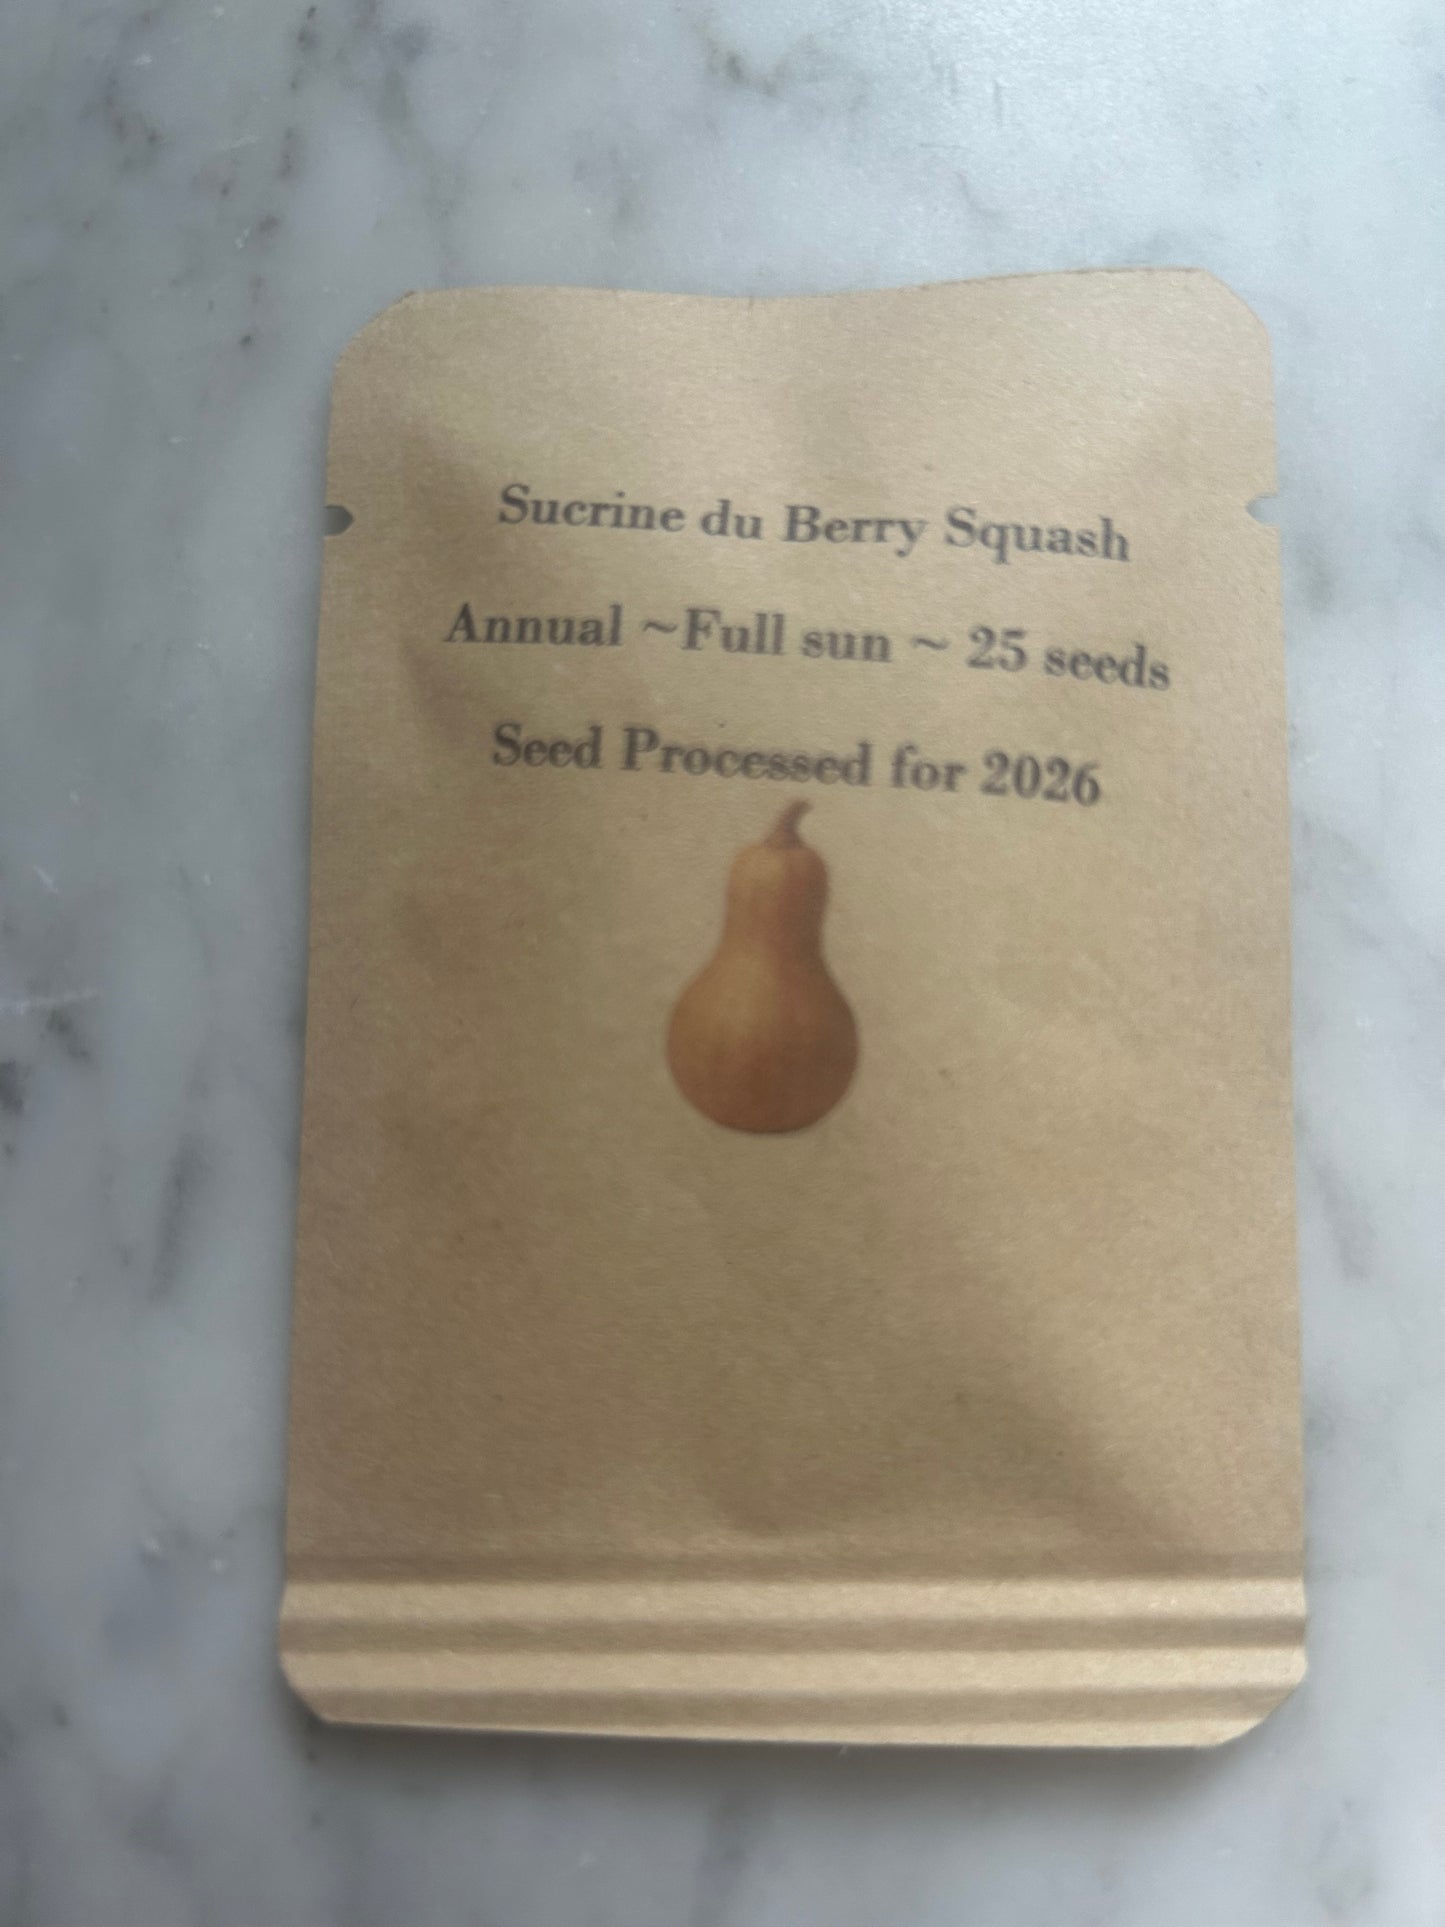 Sucrine du Berry Squash
Annual ~Full sun ~ 25 seeds
Seed Processed for 2026